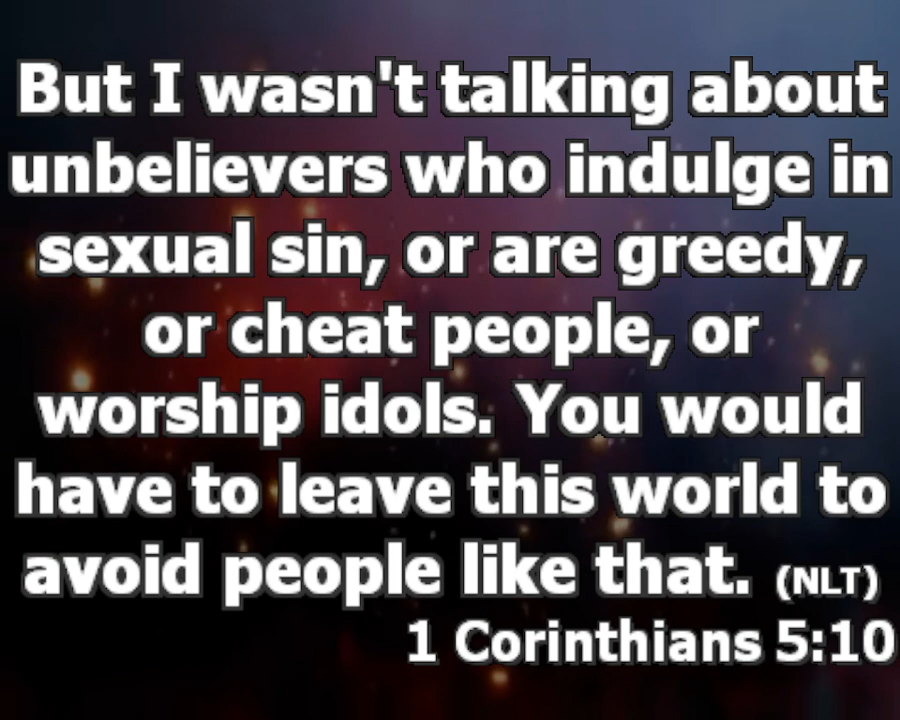 But I wasn't talking about
unbelievers who indulge in
sexual sin, or are greedy,
or cheat people, or
worship idols. You would
have to leave this world to
avoid people like that. (NLT)
1 Corinthians 5:10